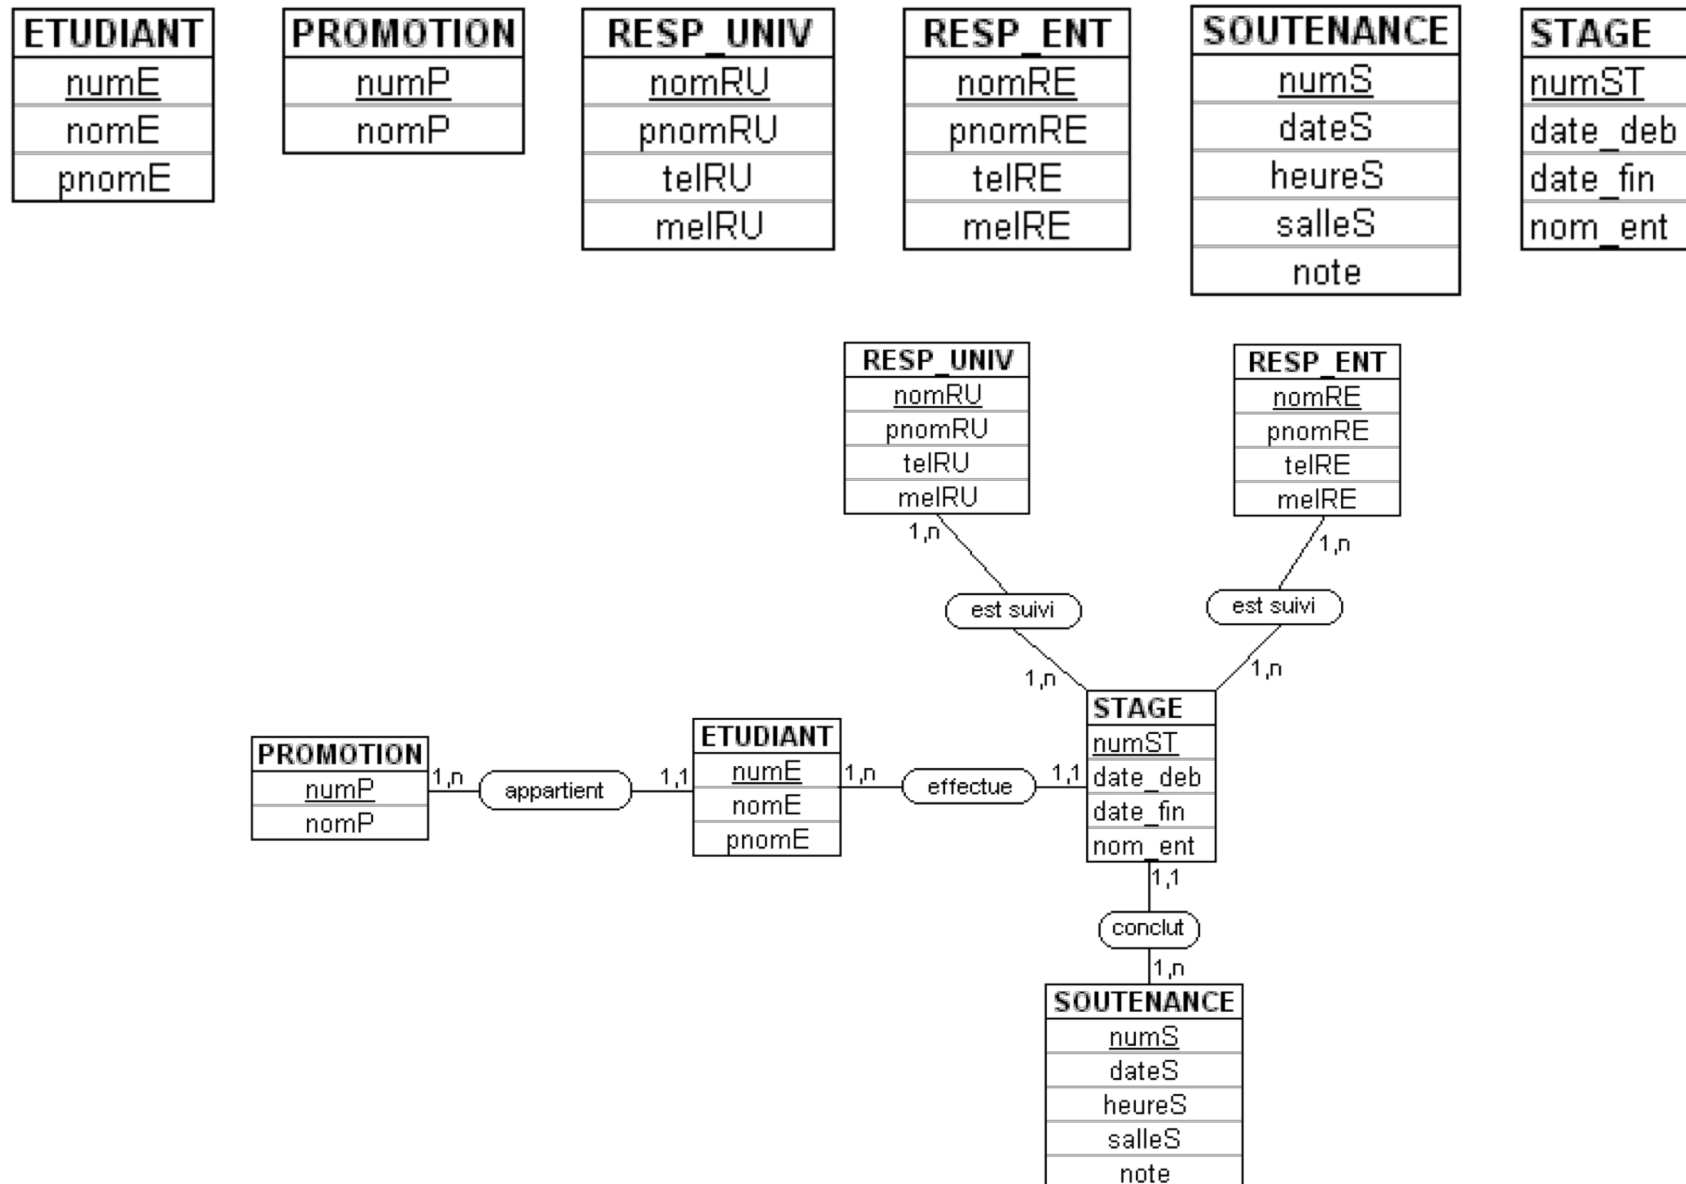 ETUDIANT
numE
nomE
pnomE
PROMOTION
numP
nomP
RESP_UNIV
nomRU
pnomRU
telRU
melRU
RESP_ENT
nomRE
pnomRE
telRE
melRE
SOUTENANCE
numS
dateS
heureS
salleS
note
STAGE
numST
date_deb
date_fin
nom_ent
RESP_UNIV
nomRU
pnomRU
telRU
melRU
1,n
est suivi
1,n
RESP_ENT
nomRE
pnomRE
telRE
melRE
1,n
est suivi
1,n
PROMOTION
numP
nomP
1,n
appartient
1,1
ETUDIANT
numE
nomE
pnomE
1,n
effectue
1,1
STAGE
numST
date_deb
date_fin
nom_ent
1,1
conclut
1,n
SOUTENANCE
numS
dateS
heureS
salleS
note